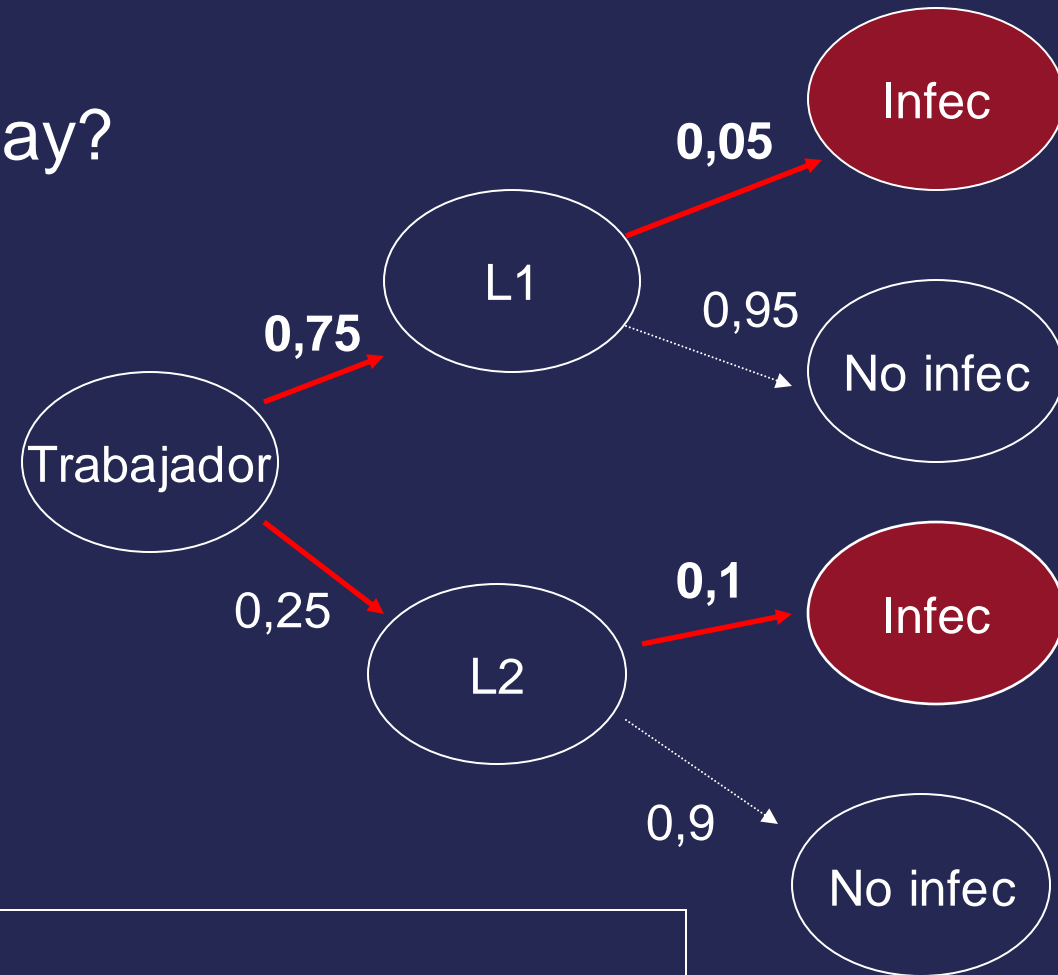 ay?
Infec
0,05
L1
0,95
0,75
No infec
Trabajador
0,1
0,25
Infec
L2
0,9
No infec